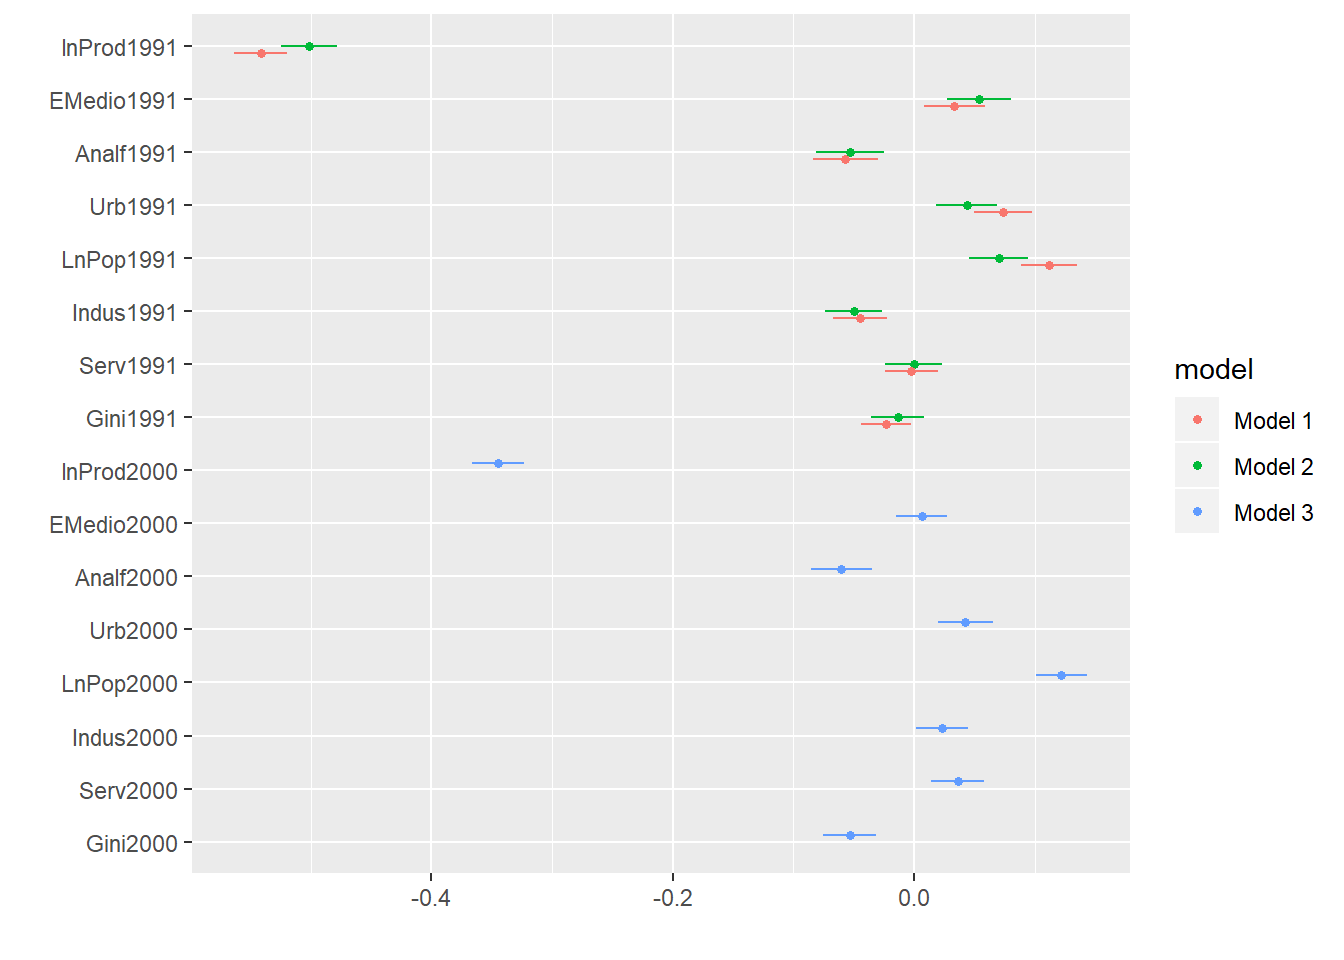 lnProd1991
EMedio1991
Analf1991
Urb1991
LnPop1991
Indus1991
Serv1991
Gini1991
lnProd2000
EMedio2000
Analf2000
Urb2000
LnPop2000
Indus2000
Serv2000
Gini2000
-0.4
-0.2
0.0
model
Model 1
Model 2
Model 3